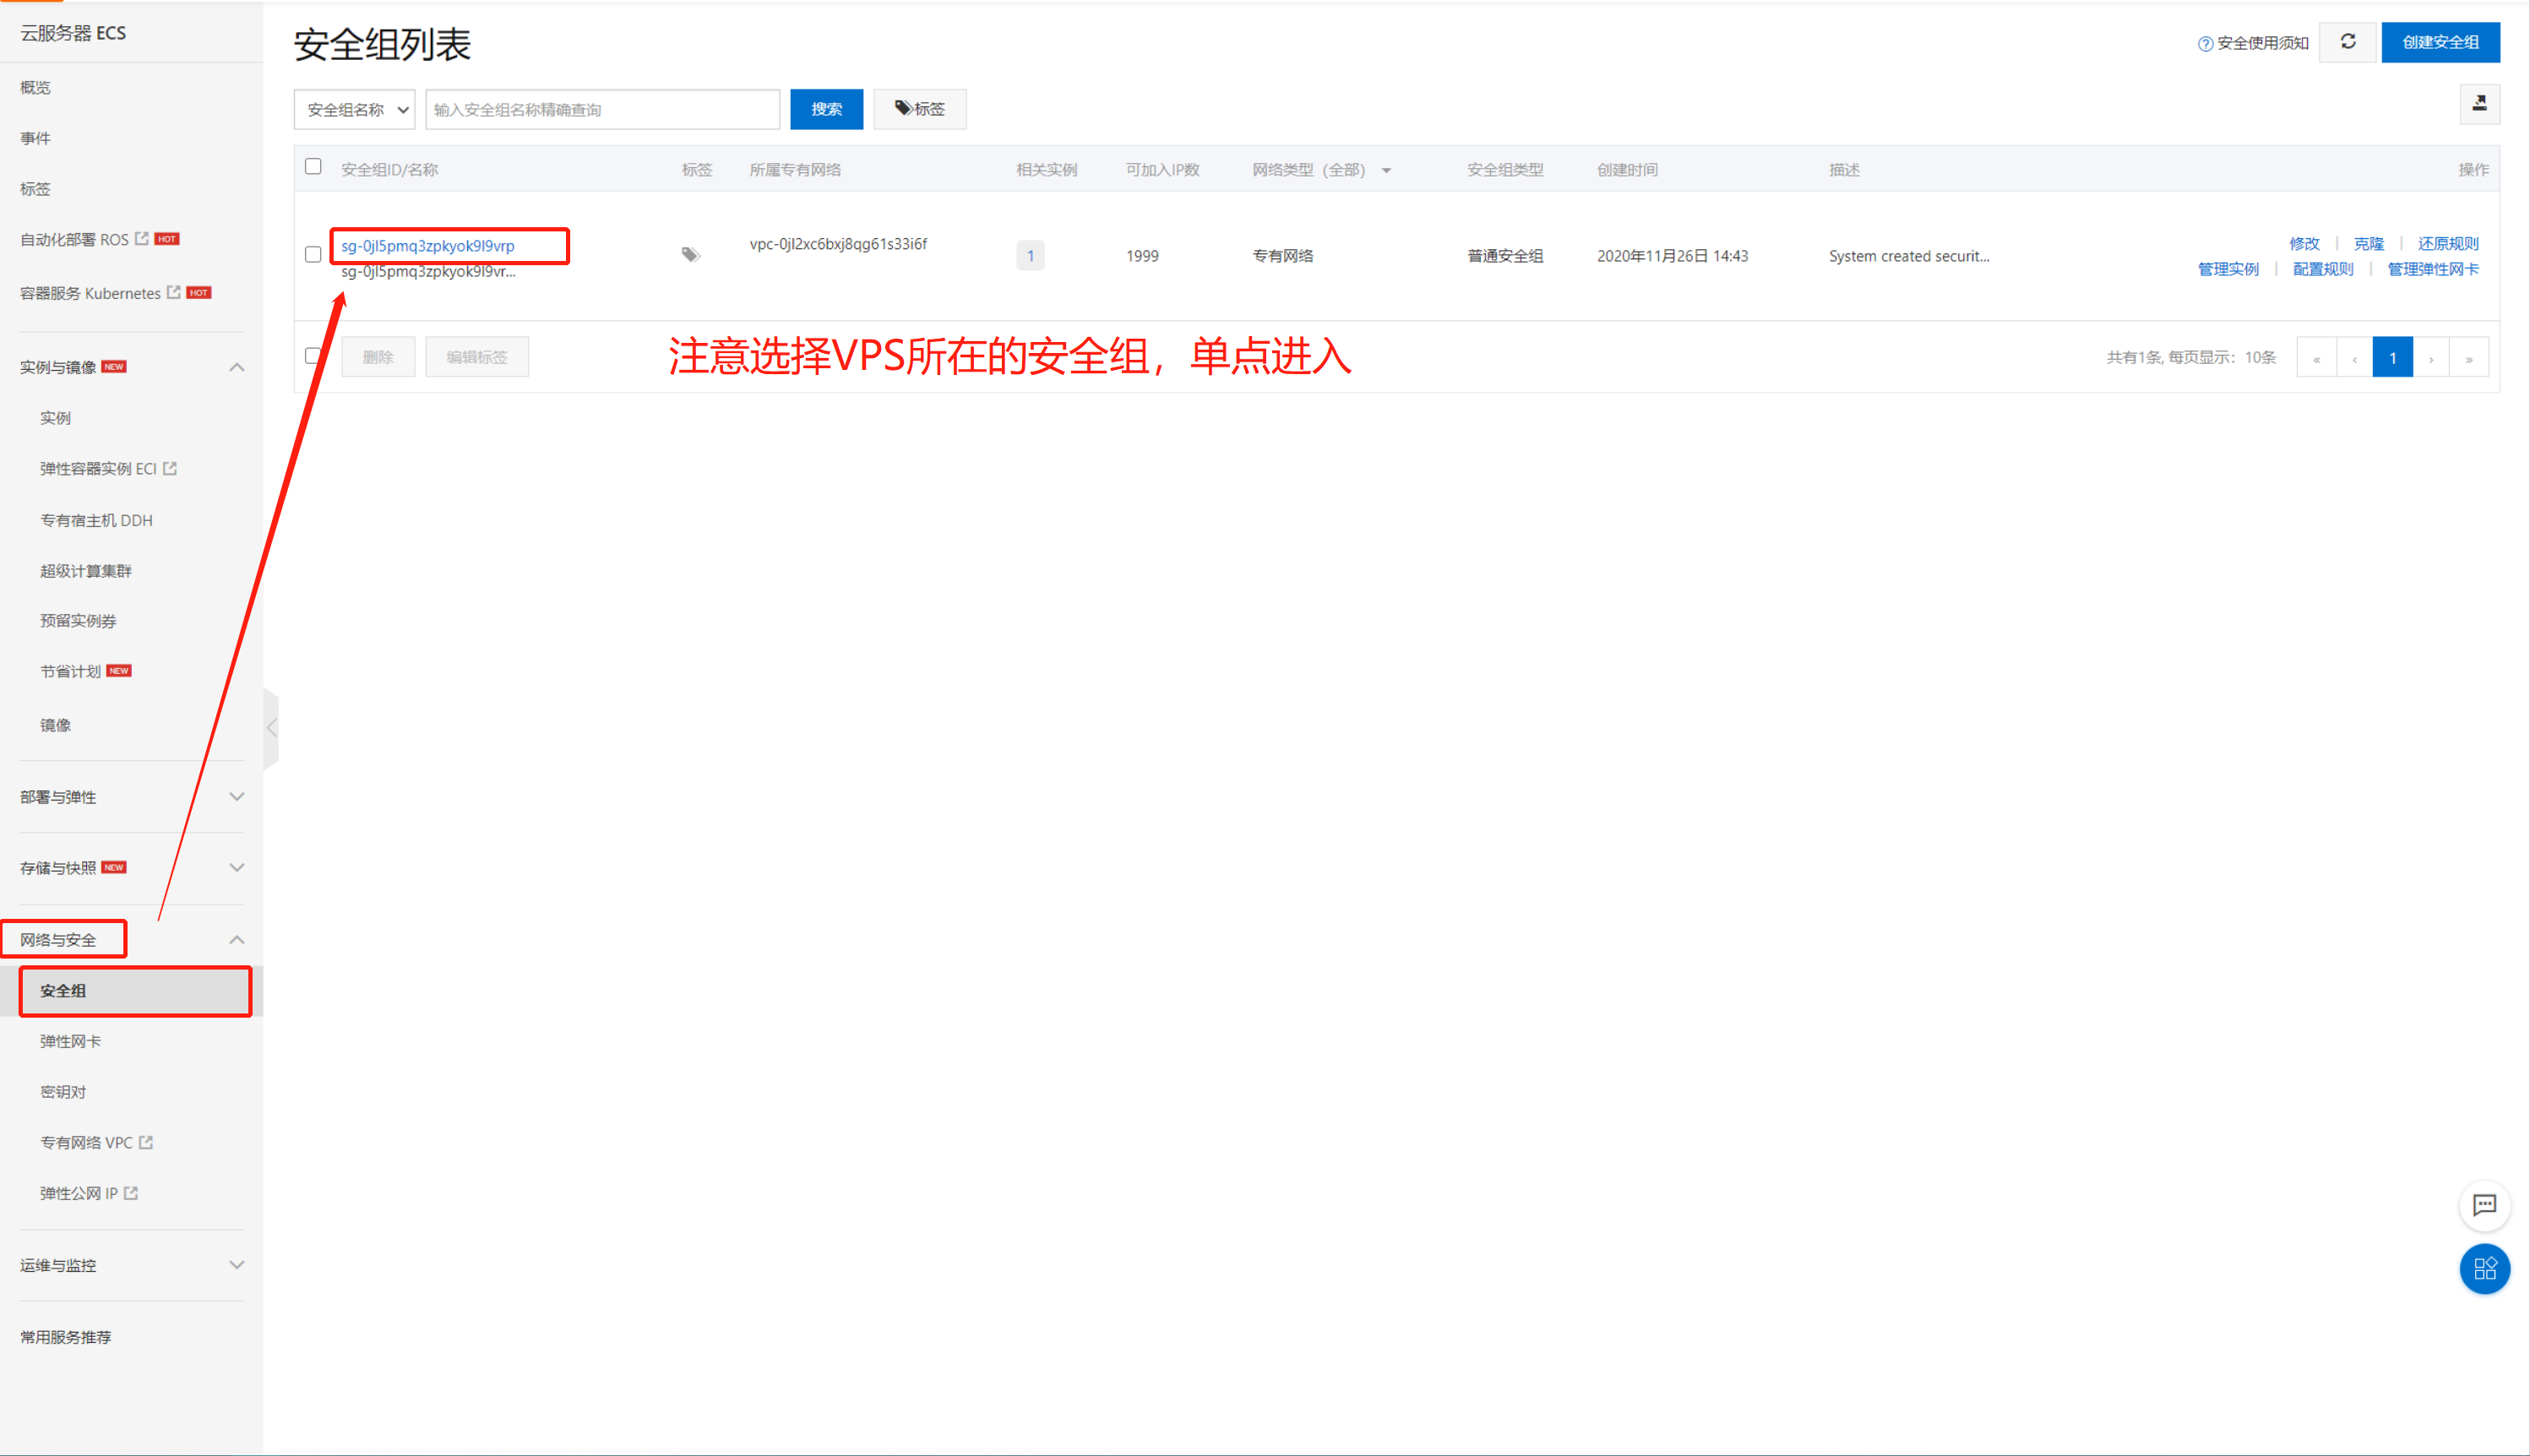 云服务器 ECS
概览
事件
标签
自动化部署 ROS HOT
容器服务 Kubernetes HOT
实例与镜像 NEW
实例
弹性容器实例 ECI
专有宿主机 DDH
超级计算集群
预留实例券
节省计划 NEW
镜像
部署与弹性
存储与快照 NEW
网络与安全
安全组
弹性网卡
密钥对
专有网络 VPC
弹性公网 IP
运维与监控
常用服务推荐
安全组列表
安全使用须知 创建安全组
安全组名称 输入安全组名称精确查询 搜索 标签
安全组ID/名称 标签 所属专有网络 相关实例 可加入IP数 网络类型 (全部) 安全组类型 创建时间 描述 操作
sg-0jl5pmq3zpkyok9l9vrp
sg-0jl5pmq3zpkyok9l9vr...
vpc-0jl2xc6bxj8qg61s33i6f
1 1999 专有网络 普通安全组 2020年11月26日 14:43 System created securit...
修改 | 克隆 | 还原规则
管理实例 | 配置规则 | 管理弹性网卡
删除 编辑标签
注意选择VPS所在的安全组，单点进入
共有1条, 每页显示：10条 « ‹ 1 › »